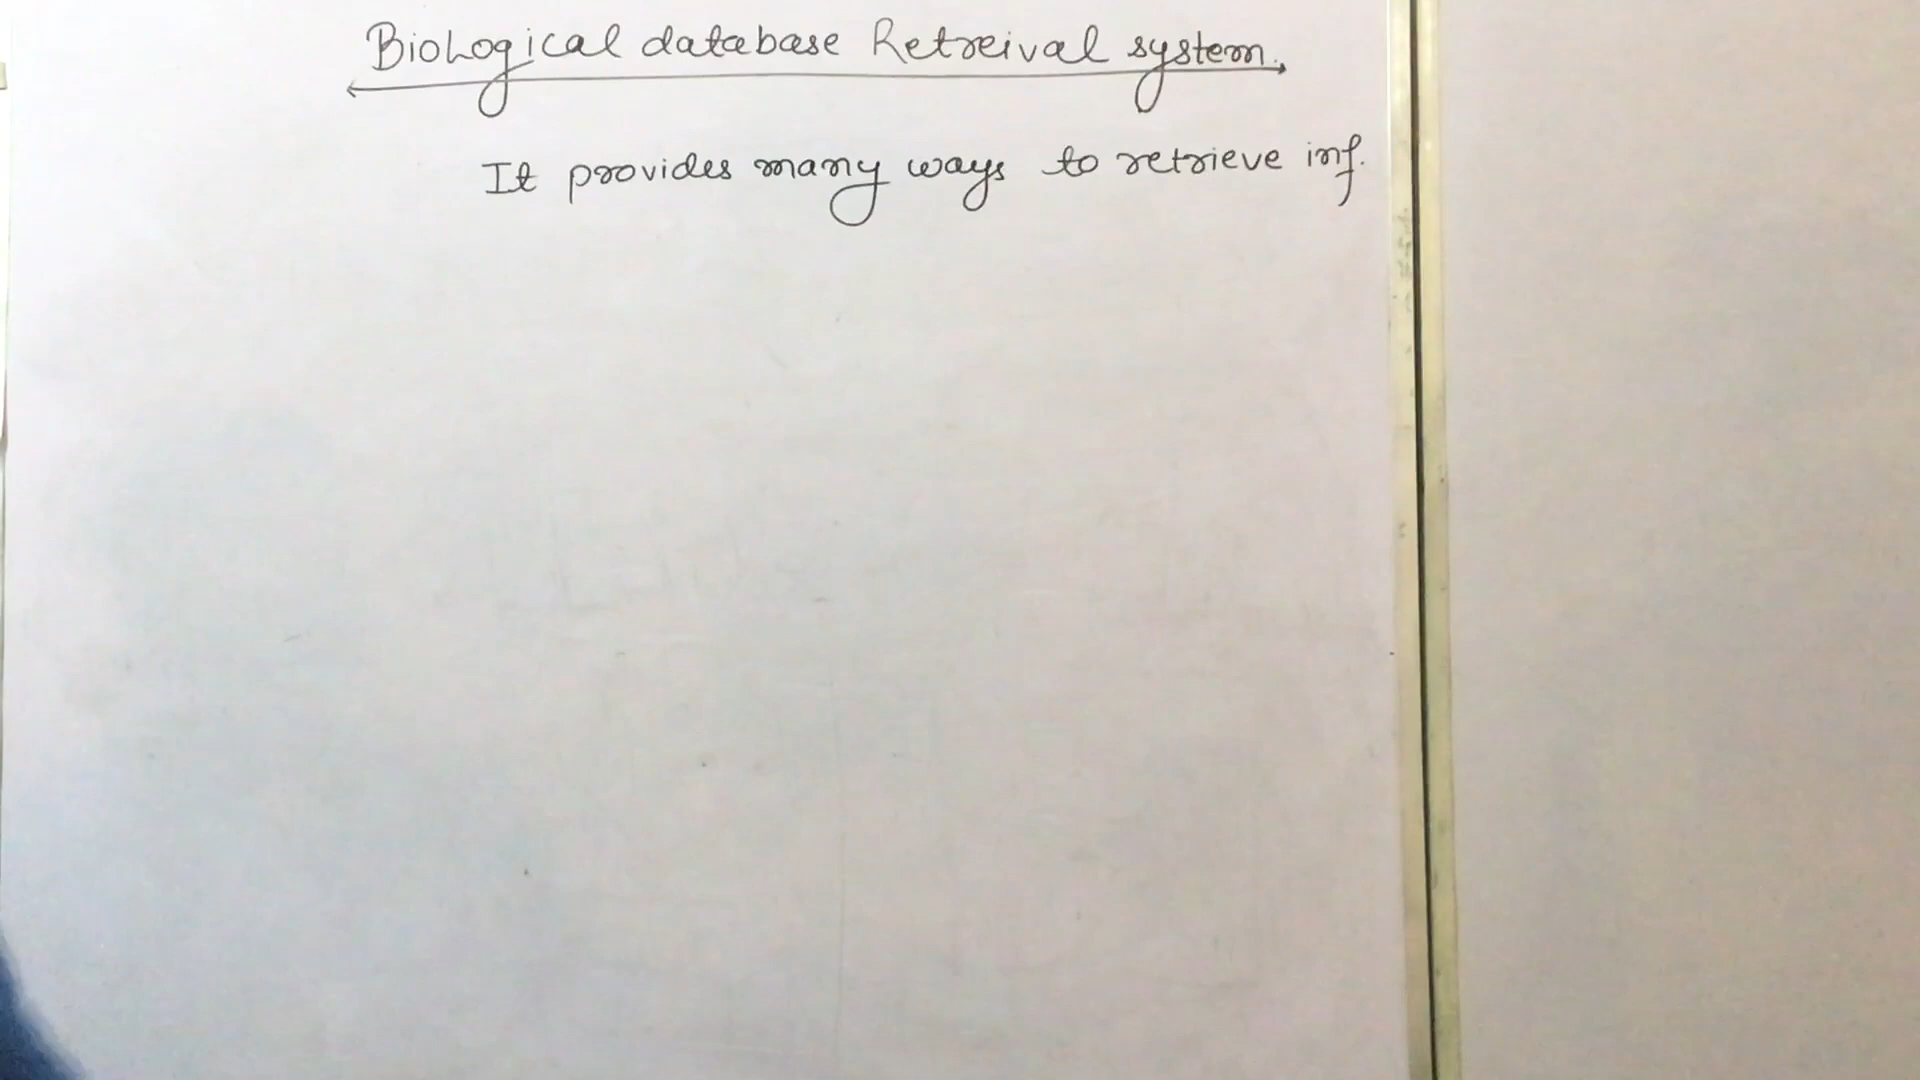 Biological database Retreival system.
It provides many ways to retrieve inf.